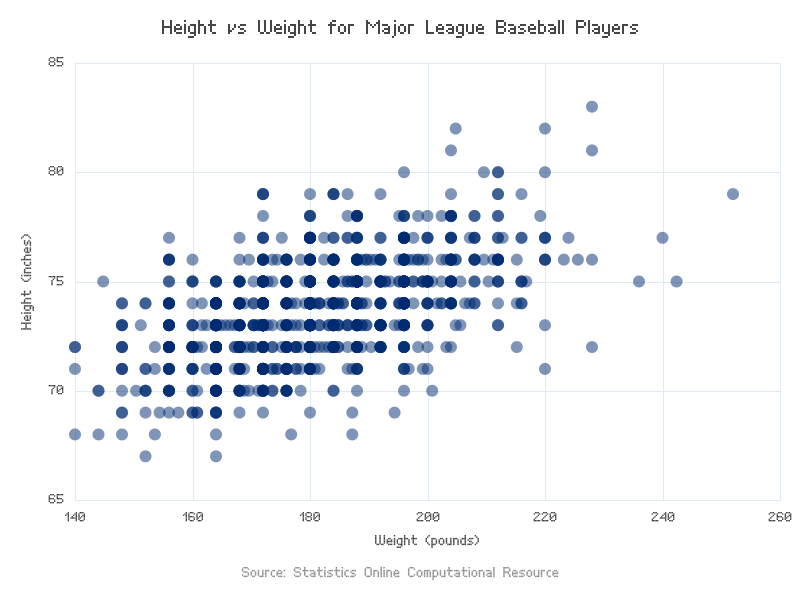 Height vs Weight for Major League Baseball Players
85
80
75
70
65
Height (inches)
140 160 180 200 220 240 260
Weight (pounds)
Source: Statistics Online Computational Resource